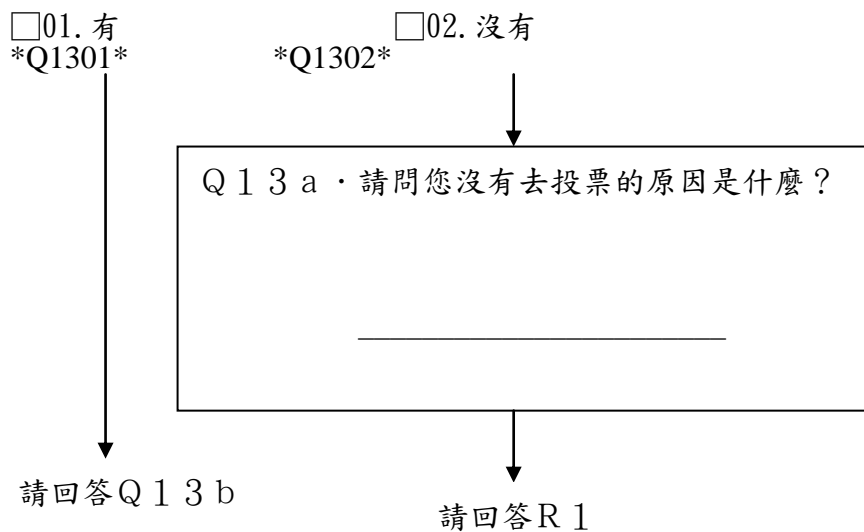 □01.有 □02.沒有
*Q1301* *Q1302*
Ｑ１３ａ．請問您沒有去投票的原因是什麼？
請回答Ｑ１３ｂ
請回答Ｒ１